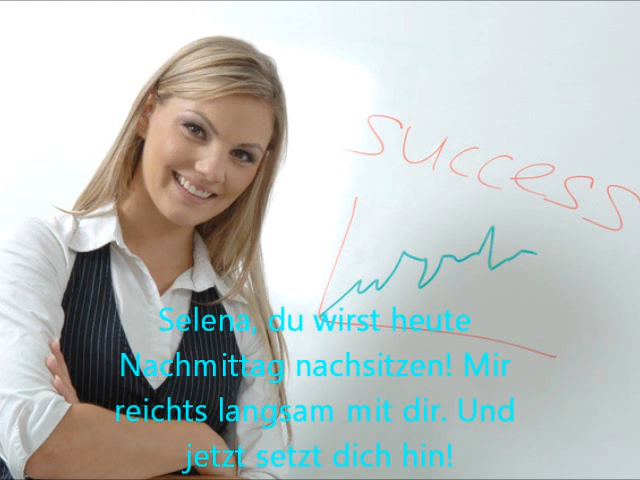 success
Selena, du wirst heute
Nachmittag nachsitzen! Mir
reichts langsam mit dir. Und
jetzt setzt dich hin!